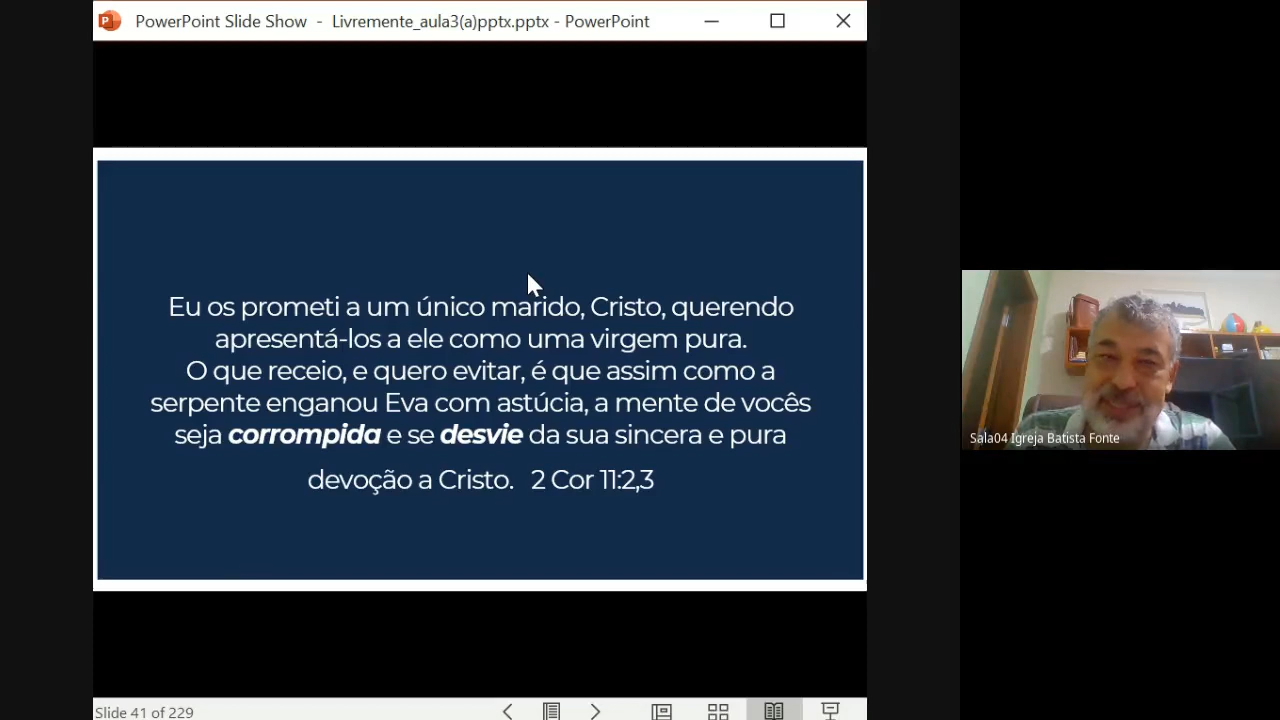 PowerPoint Slide Show - Livremente_aula3(a)pptx.pptx - PowerPoint
Eu os prometi a um único marido, Cristo, querendo
apresentá-los a ele como uma virgem pura.
O que receio, e quero evitar, é que assim como a
serpente enganou Eva com astúcia, a mente de vocês
seja corrompida e se desvie da sua sincera e pura
devoção a Cristo. 2 Cor 11:2,3
Sala04 Igreja Batista Fonte
Slide 41 of 229